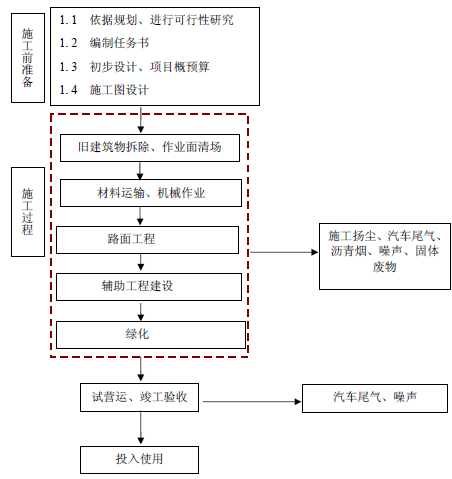 施工前准备
1.1 依据规划、进行可行性研究
1.2 编制任务书
1.3 初步设计、项目概预算
1.4 施工图设计
旧建筑物拆除、作业面清场
施工过程
材料运输、机械作业
路面工程
施工扬尘、汽车尾气、
沥青烟、噪声、固体
废物
辅助工程建设
绿化
试营运、竣工验收
汽车尾气、噪声
投入使用